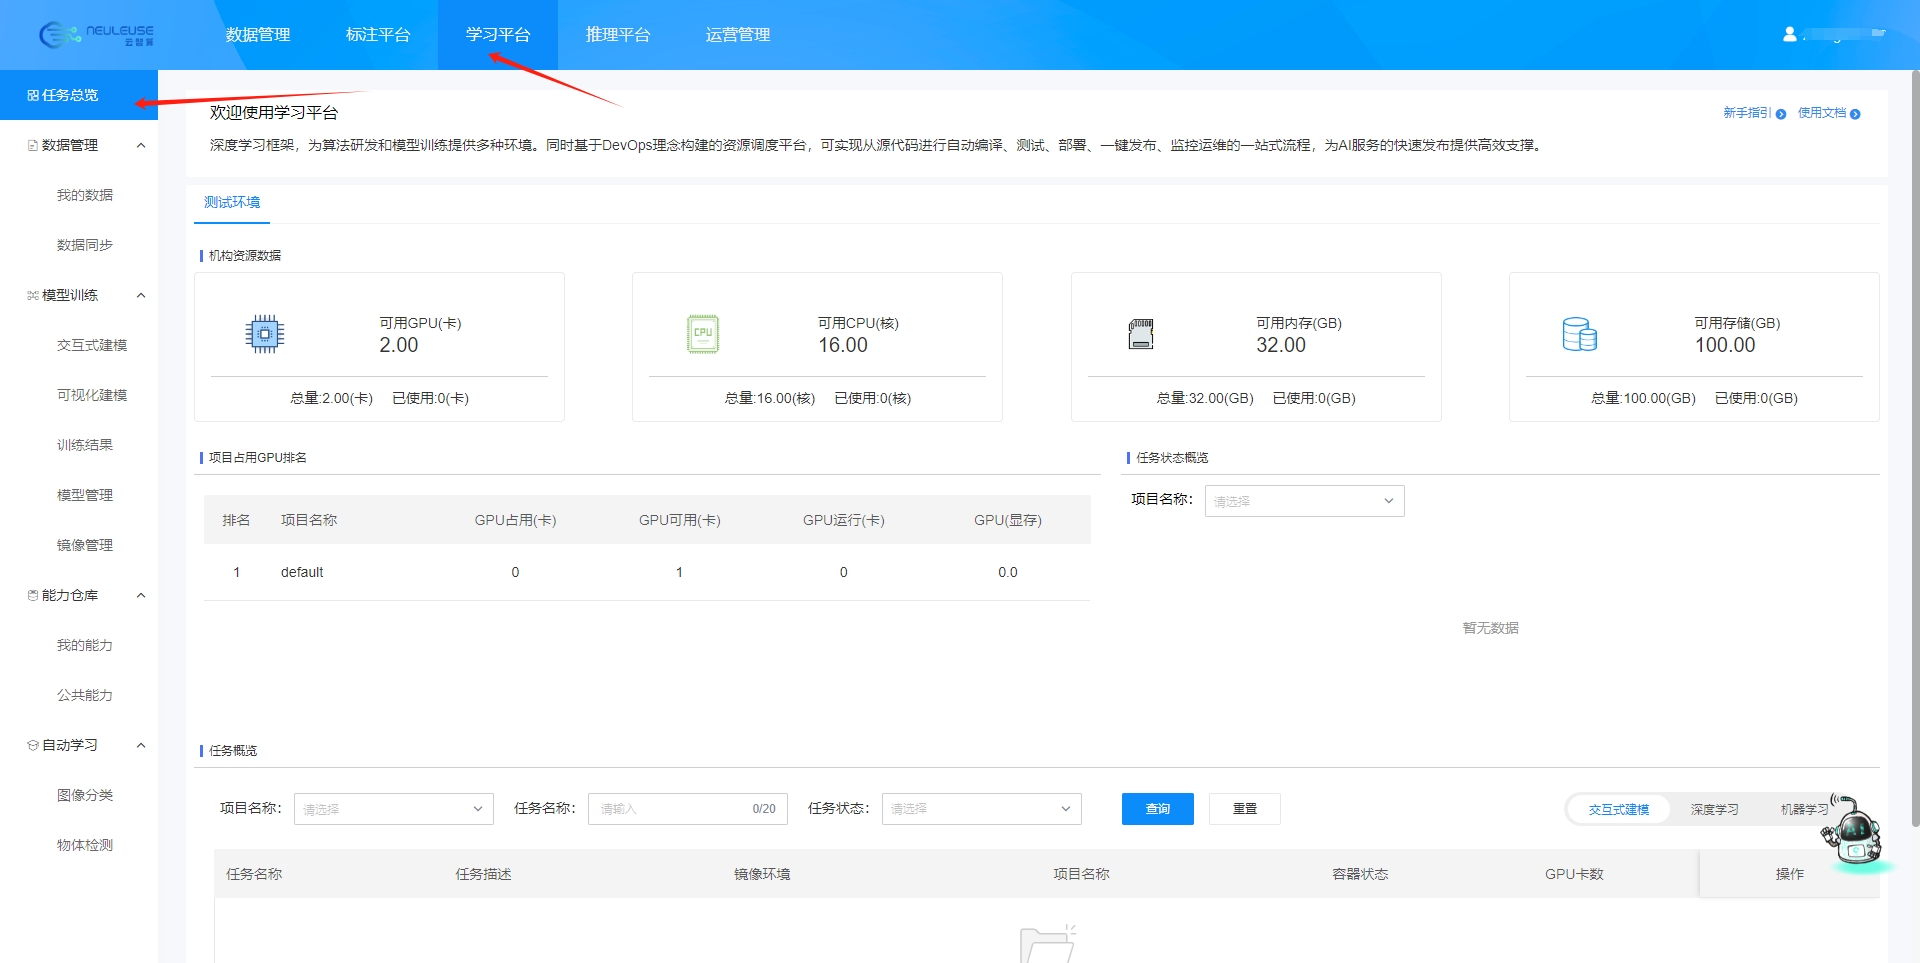 NEULEUSE
数据管理
标注平台
学习平台
推理平台
运营管理
任务总览
数据管理
我的数据
数据同步
模型训练
交互式建模
可视化建模
训练结果
模型管理
镜像管理
能力仓库
我的能力
公共能力
自动学习
图像分类
物体检测
欢迎使用学习平台
新手指引
使用文档
深度学习框架，为算法研发和模型训练提供多种环境。同时基于DevOps理念构建的资源调度平台，可实现从源代码进行自动编译、测试、部署、一键发布、监控运维的一站式流程，为AI服务的快速发布提供高效支撑。
测试环境
机构资源数据
可用GPU(卡)
2.00
总量:2.00(卡) 已使用:0(卡)
可用CPU(核)
CPU
16.00
总量:16.00(核) 已使用:0(核)
可用内存(GB)
32.00
总量:32.00(GB) 已使用:0(GB)
可用存储(GB)
100.00
总量:100.00(GB) 已使用:0(GB)
项目占用GPU排名
排名 项目名称 GPU占用(卡) GPU可用(卡) GPU运行(卡) GPU(显存)
1 default 0 1 0 0.0
任务状态概览
项目名称： 请选择
暂无数据
任务概览
项目名称： 请选择 任务名称： 请输入 0/20 任务状态： 请选择 查询 重置
交互式建模 深度学习 机器学习
AI
任务名称 任务描述 镜像环境 项目名称 容器状态 GPU卡数 操作